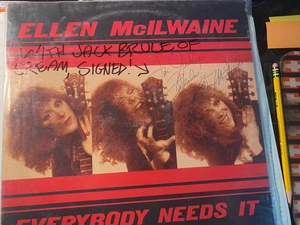 ELLEN McILWAINE
WITH JACK BRUCE OF
CREAM SIGNED!
EVERYBODY NEEDS IT